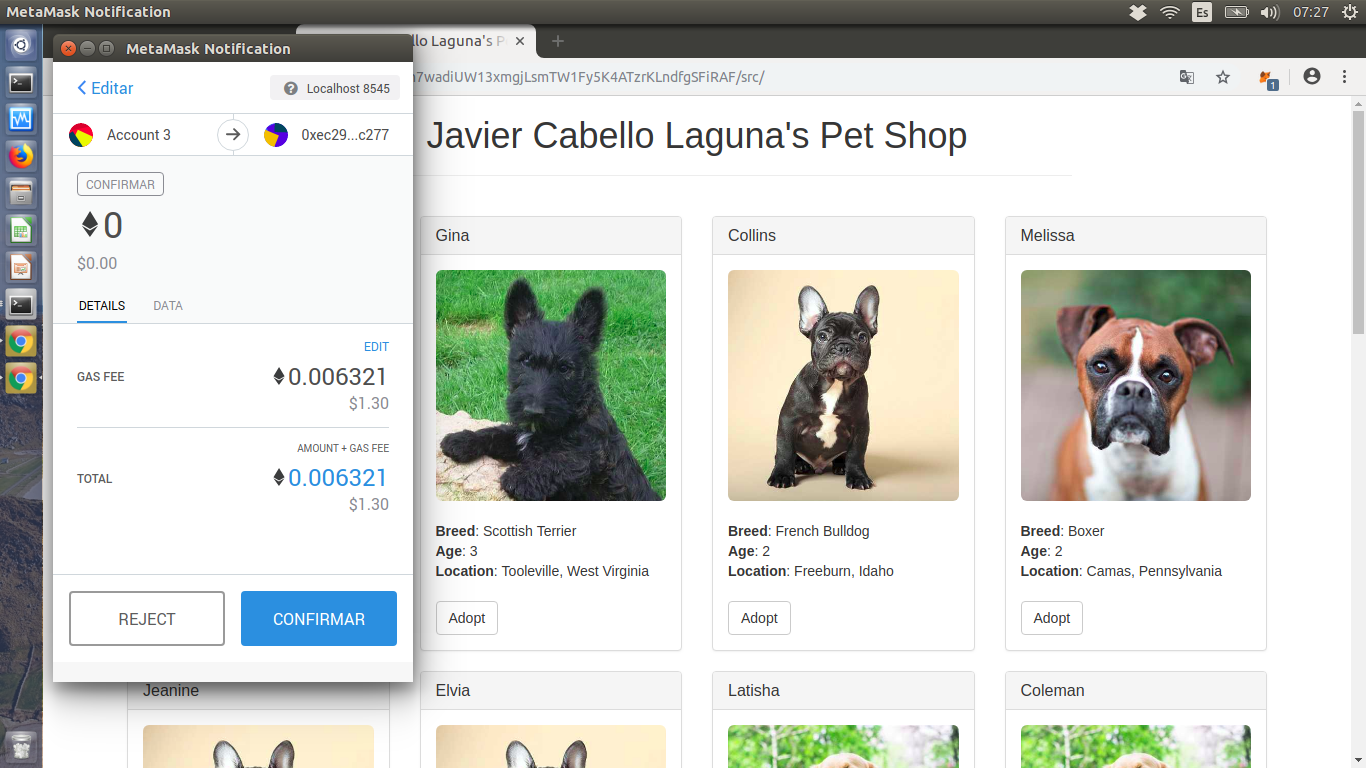 MetaMask Notification
Es
07:27
MetaMask Notification
ello Laguna's P
7wadiUW13xmgjLsmTW1Fy5K4ATzrKLndfgSFiRAF/src/
1
Editar
Localhost 8545
Account 3
0xec29...c277
CONFIRMAR
0
$0.00
DETAILS
DATA
EDIT
GAS FEE
0.006321
$1.30
AMOUNT + GAS FEE
TOTAL
0.006321
$1.30
REJECT
CONFIRMAR
Javier Cabello Laguna's Pet Shop
Gina
Breed: Scottish Terrier
Age: 3
Location: Tooleville, West Virginia
Adopt
Collins
Breed: French Bulldog
Age: 2
Location: Freeburn, Idaho
Adopt
Melissa
Breed: Boxer
Age: 2
Location: Camas, Pennsylvania
Adopt
Jeanine
Elvia
Latisha
Coleman